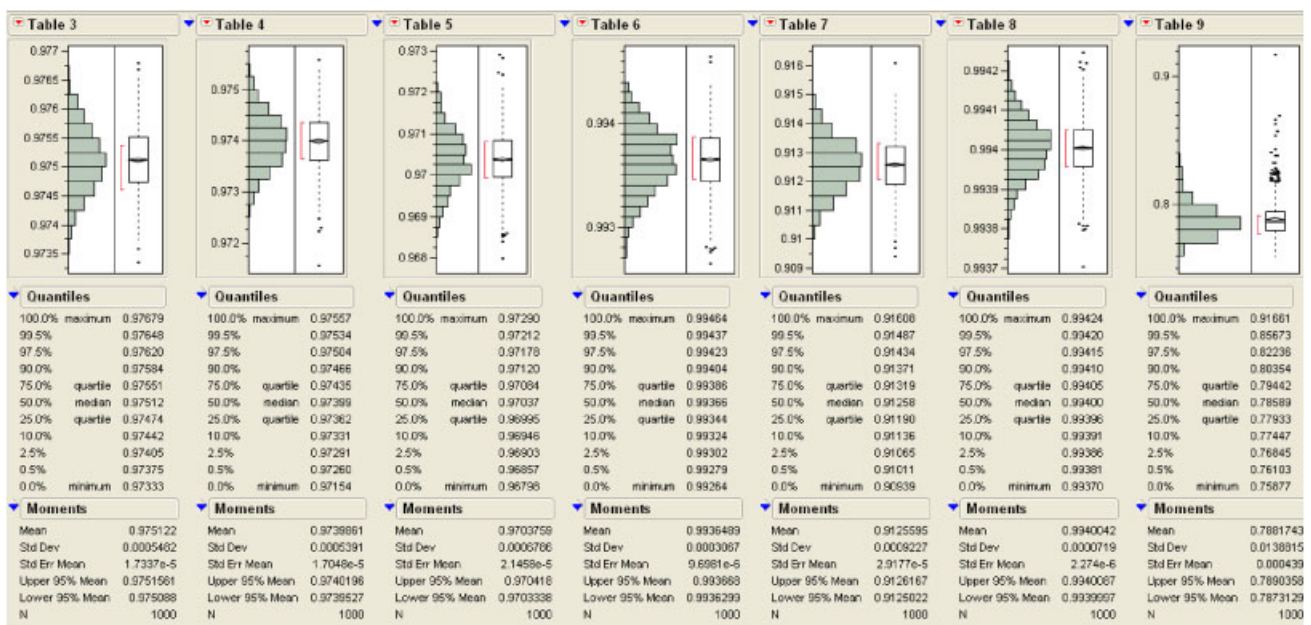 Table 3
0.977
0.9765
0.976
0.9755
0.975
0.9745
0.974
0.9735
Quantiles
100.0% maximum 0.97679
99.5% 0.97648
97.5% 0.97620
90.0% 0.97584
75.0% quartile 0.97551
50.0% median 0.97512
25.0% quartile 0.97474
10.0% 0.97442
2.5% 0.97405
0.5% 0.97375
0.0% minimum 0.97333
Moments
Mean 0.975122
Std Dev 0.0005482
Std Err Mean 1.7337e-5
Upper 95% Mean 0.9751561
Lower 95% Mean 0.975088
N 1000
Table 4
0.975
0.974
0.973
0.972
Quantiles
100.0% maximum 0.97557
99.5% 0.97534
97.5% 0.97504
90.0% 0.97466
75.0% quartile 0.97435
50.0% median 0.97399
25.0% quartile 0.97362
10.0% 0.97331
2.5% 0.97291
0.5% 0.97260
0.0% minimum 0.97154
Moments
Mean 0.9739861
Std Dev 0.0005391
Std Err Mean 1.7048e-5
Upper 95% Mean 0.9740196
Lower 95% Mean 0.9739527
N 1000
Table 5
0.973
0.972
0.971
0.97
0.969
0.968
Quantiles
100.0% maximum 0.97290
99.5% 0.97212
97.5% 0.97178
90.0% 0.97120
75.0% quartile 0.97084
50.0% median 0.97037
25.0% quartile 0.96995
10.0% 0.96946
2.5% 0.96903
0.5% 0.96857
0.0% minimum 0.96798
Moments
Mean 0.9703759
Std Dev 0.0006786
Std Err Mean 2.1458e-5
Upper 95% Mean 0.970418
Lower 95% Mean 0.9703338
N 1000
Table 6
0.994
0.993
Quantiles
100.0% maximum 0.99464
99.5% 0.99437
97.5% 0.99423
90.0% 0.99404
75.0% quartile 0.99386
50.0% median 0.99366
25.0% quartile 0.99344
10.0% 0.99324
2.5% 0.99302
0.5% 0.99279
0.0% minimum 0.99264
Moments
Mean 0.9936489
Std Dev 0.0003067
Std Err Mean 9.6981e-6
Upper 95% Mean 0.993668
Lower 95% Mean 0.9936299
N 1000
Table 7
0.916
0.915
0.914
0.913
0.912
0.911
0.91
0.909
Quantiles
100.0% maximum 0.91608
99.5% 0.91487
97.5% 0.91434
90.0% 0.91371
75.0% quartile 0.91319
50.0% median 0.91258
25.0% quartile 0.91190
10.0% 0.91136
2.5% 0.91065
0.5% 0.91011
0.0% minimum 0.90939
Moments
Mean 0.9125595
Std Dev 0.0009227
Std Err Mean 2.9177e-5
Upper 95% Mean 0.9126167
Lower 95% Mean 0.9125022
N 1000
Table 8
0.9942
0.9941
0.994
0.9939
0.9938
0.9937
Quantiles
100.0% maximum 0.99424
99.5% 0.99420
97.5% 0.99415
90.0% 0.99410
75.0% quartile 0.99405
50.0% median 0.99400
25.0% quartile 0.99396
10.0% 0.99391
2.5% 0.99386
0.5% 0.99381
0.0% minimum 0.99370
Moments
Mean 0.9940042
Std Dev 0.0000719
Std Err Mean 2.274e-6
Upper 95% Mean 0.9940087
Lower 95% Mean 0.9939997
N 1000
Table 9
0.9
0.8
Quantiles
100.0% maximum 0.91661
99.5% 0.85673
97.5% 0.82236
90.0% 0.80354
75.0% quartile 0.79442
50.0% median 0.78589
25.0% quartile 0.77933
10.0% 0.77447
2.5% 0.76845
0.5% 0.76103
0.0% minimum 0.75877
Moments
Mean 0.7881743
Std Dev 0.0138815
Std Err Mean 0.000439
Upper 95% Mean 0.7890358
Lower 95% Mean 0.7873129
N 1000